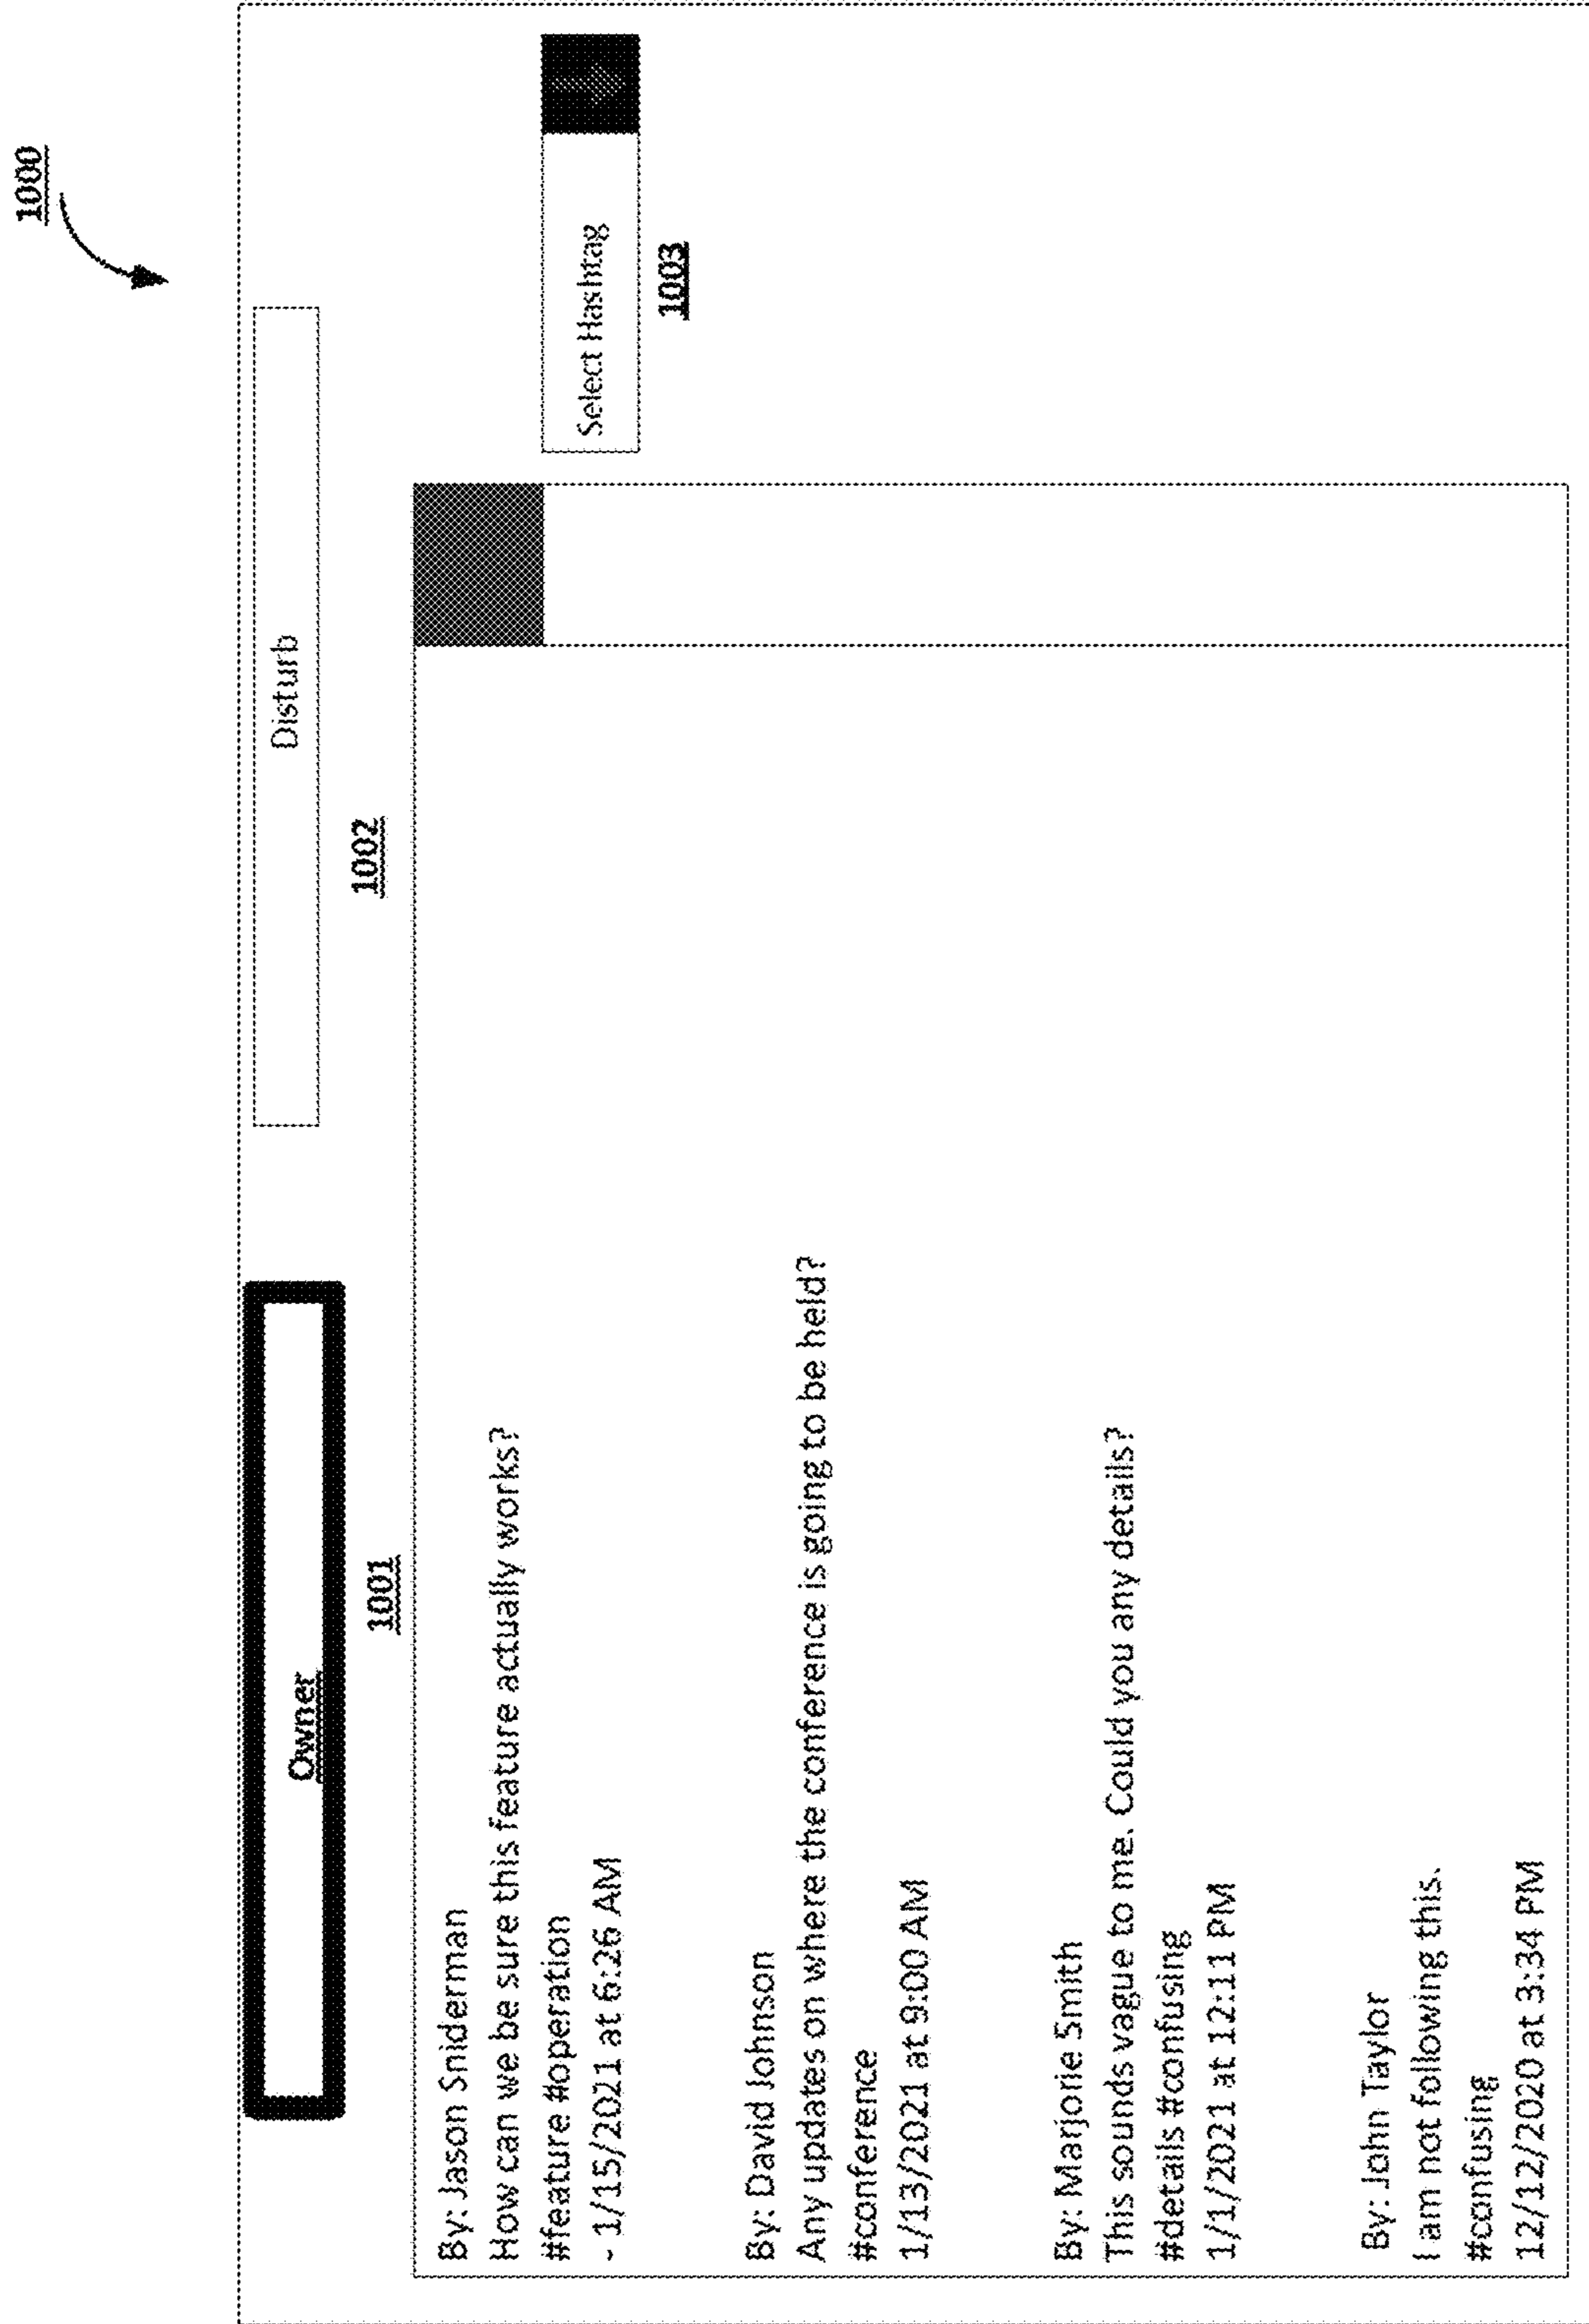 1000
Owner
Disturb
1001
1002
By: Jason Sniderman
How can we be sure this feature actually works?
#feature #operation
- 1/15/2021 at 6:26 AM
By: David Johnson
Any updates on where the conference is going to be held?
#conference
1/13/2021 at 9:00 AM
By: Marjorie Smith
This sounds vague to me. Could you any details?
#details #confusing
1/1/2021 at 12:11 PM
By: John Taylor
I am not following this.
#confusing
12/12/2020 at 3:34 PM
Select Hashtag
1003